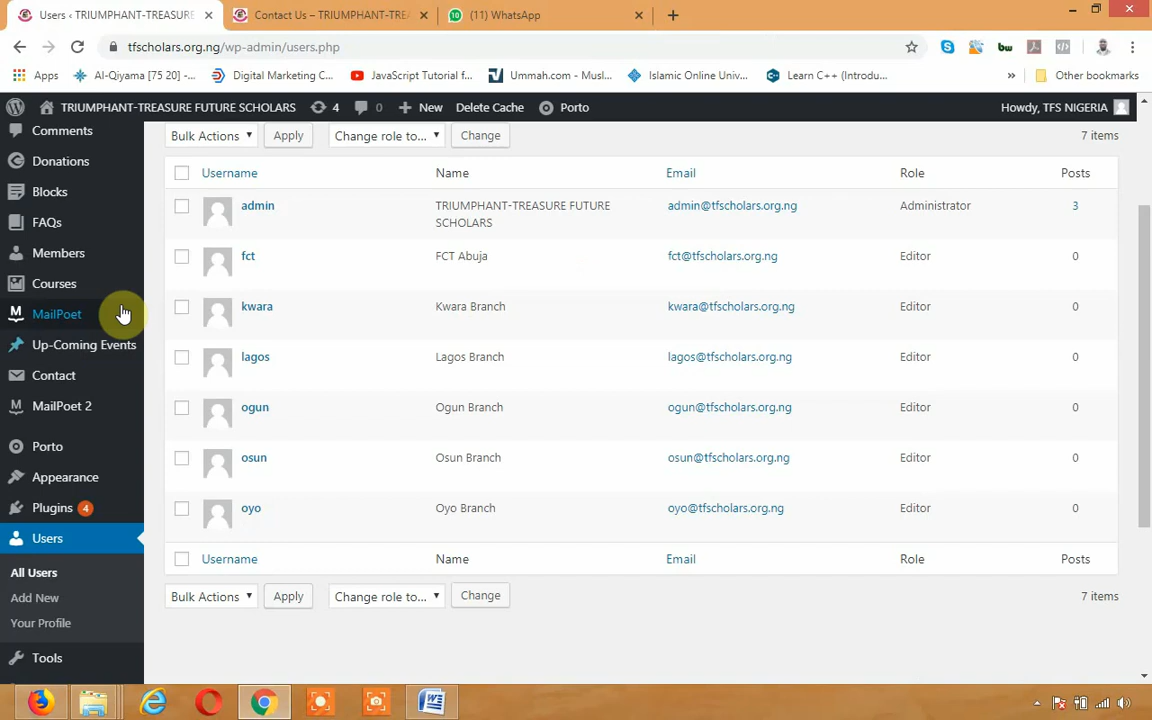 Users ‹ TRIUMPHANT-TREASURE
Contact Us – TRIUMPHANT-TREA
(11) WhatsApp
tfscholars.org.ng/wp-admin/users.php
bw
Apps
Al-Qiyama [75 20] -...
Digital Marketing C...
JavaScript Tutorial f...
Ummah.com - Musl...
Islamic Online Univ...
Learn C++ (Introdu...
»
Other bookmarks
TRIUMPHANT-TREASURE FUTURE SCHOLARS
4
0
New
Delete Cache
Porto
Howdy, TFS NIGERIA
Comments
Donations
Blocks
FAQs
Members
Courses
MailPoet
Up-Coming Events
Contact
MailPoet 2
Porto
Appearance
Plugins 4
Users
All Users
Add New
Your Profile
Tools
Bulk Actions
Apply
Change role to...
Change
7 items
Username Name Email Role Posts
admin TRIUMPHANT-TREASURE FUTURE admin@tfscholars.org.ng Administrator 3
SCHOLARS
fct FCT Abuja fct@tfscholars.org.ng Editor 0
kwara Kwara Branch kwara@tfscholars.org.ng Editor 0
lagos Lagos Branch lagos@tfscholars.org.ng Editor 0
ogun Ogun Branch ogun@tfscholars.org.ng Editor 0
osun Osun Branch osun@tfscholars.org.ng Editor 0
oyo Oyo Branch oyo@tfscholars.org.ng Editor 0
Username Name Email Role Posts
Bulk Actions
Apply
Change role to...
Change
7 items